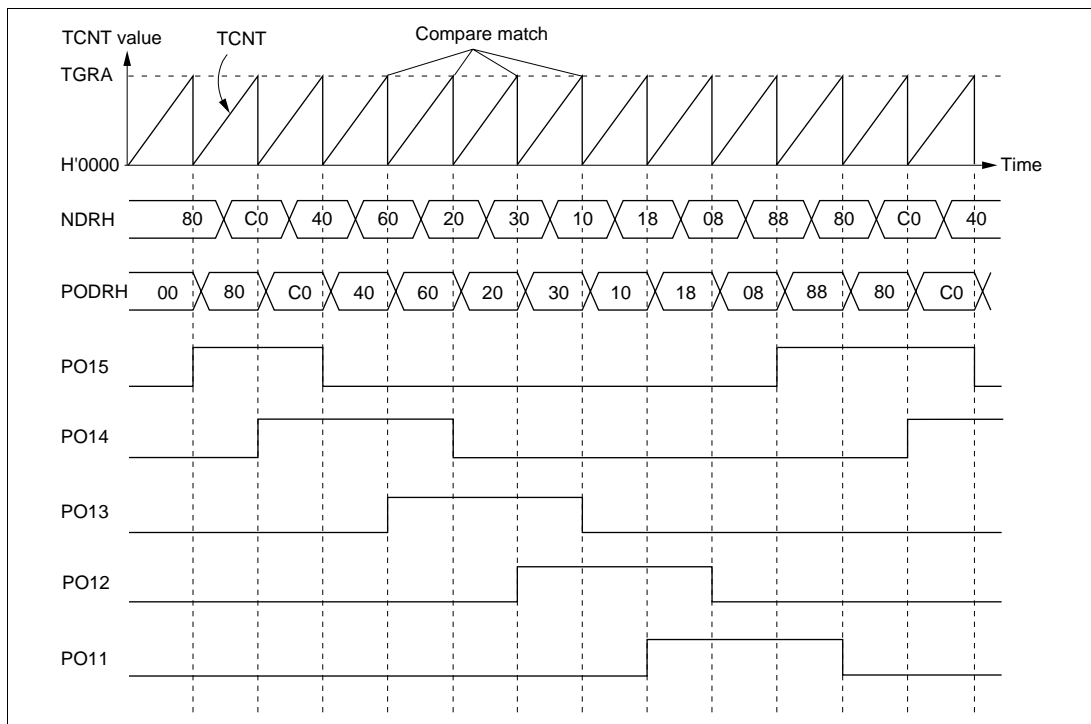 TCNT value
TCNT
Compare match
TGRA
H'0000
Time
NDRH
80 C0 40 60 20 30 10 18 08 88 80 C0 40
PODRH
00 80 C0 40 60 20 30 10 18 08 88 80 C0
PO15
PO14
PO13
PO12
PO11